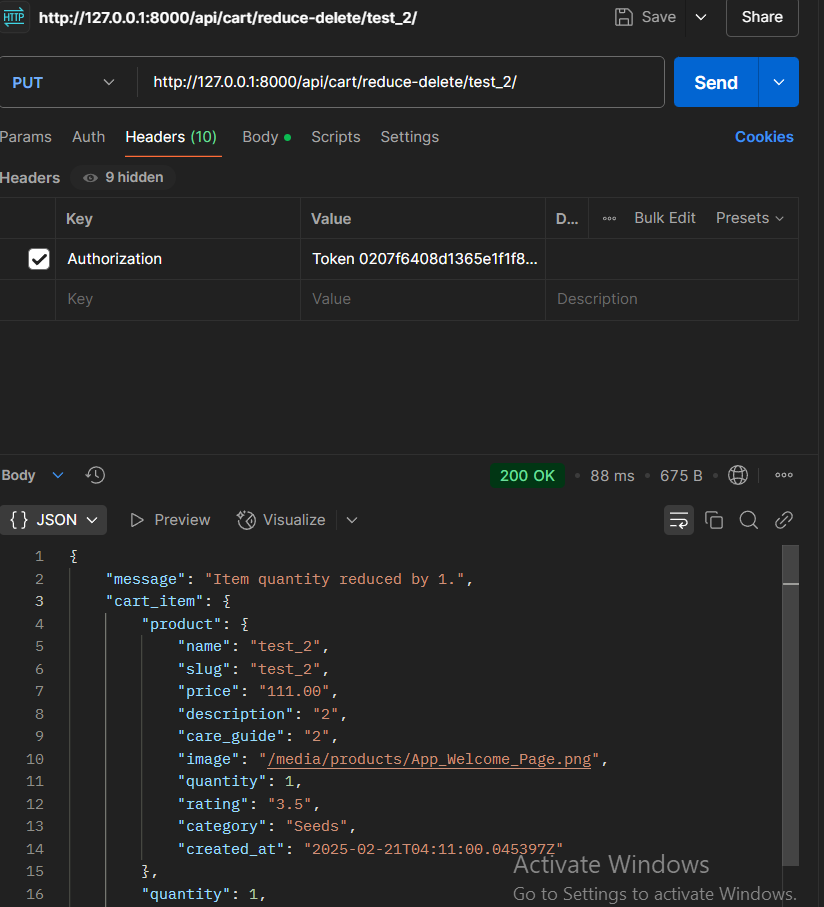 HTTP http://127.0.0.1:8000/api/cart/reduce-delete/test_2/ Save Share
PUT http://127.0.0.1:8000/api/cart/reduce-delete/test_2/ Send
Params Auth Headers (10) Body Scripts Settings Cookies
Headers 9 hidden
Key Value D... Bulk Edit Presets
Authorization Token 0207f6408d1365e1f1f8...
Key Value Description
Body 200 OK 88 ms 675 B
{} JSON Preview Visualize
1 {
2 "message": "Item quantity reduced by 1.",
3 "cart_item": {
4 "product": {
5 "name": "test_2",
6 "slug": "test_2",
7 "price": "111.00",
8 "description": "2",
9 "care_guide": "2",
10 "image": "/media/products/App_Welcome_Page.png",
11 "quantity": 1,
12 "rating": "3.5",
13 "category": "Seeds",
14 "created_at": "2025-02-21T04:11:00.045397Z"
15 },
16 "quantity": 1,
Activate Windows
Go to Settings to activate Windows.